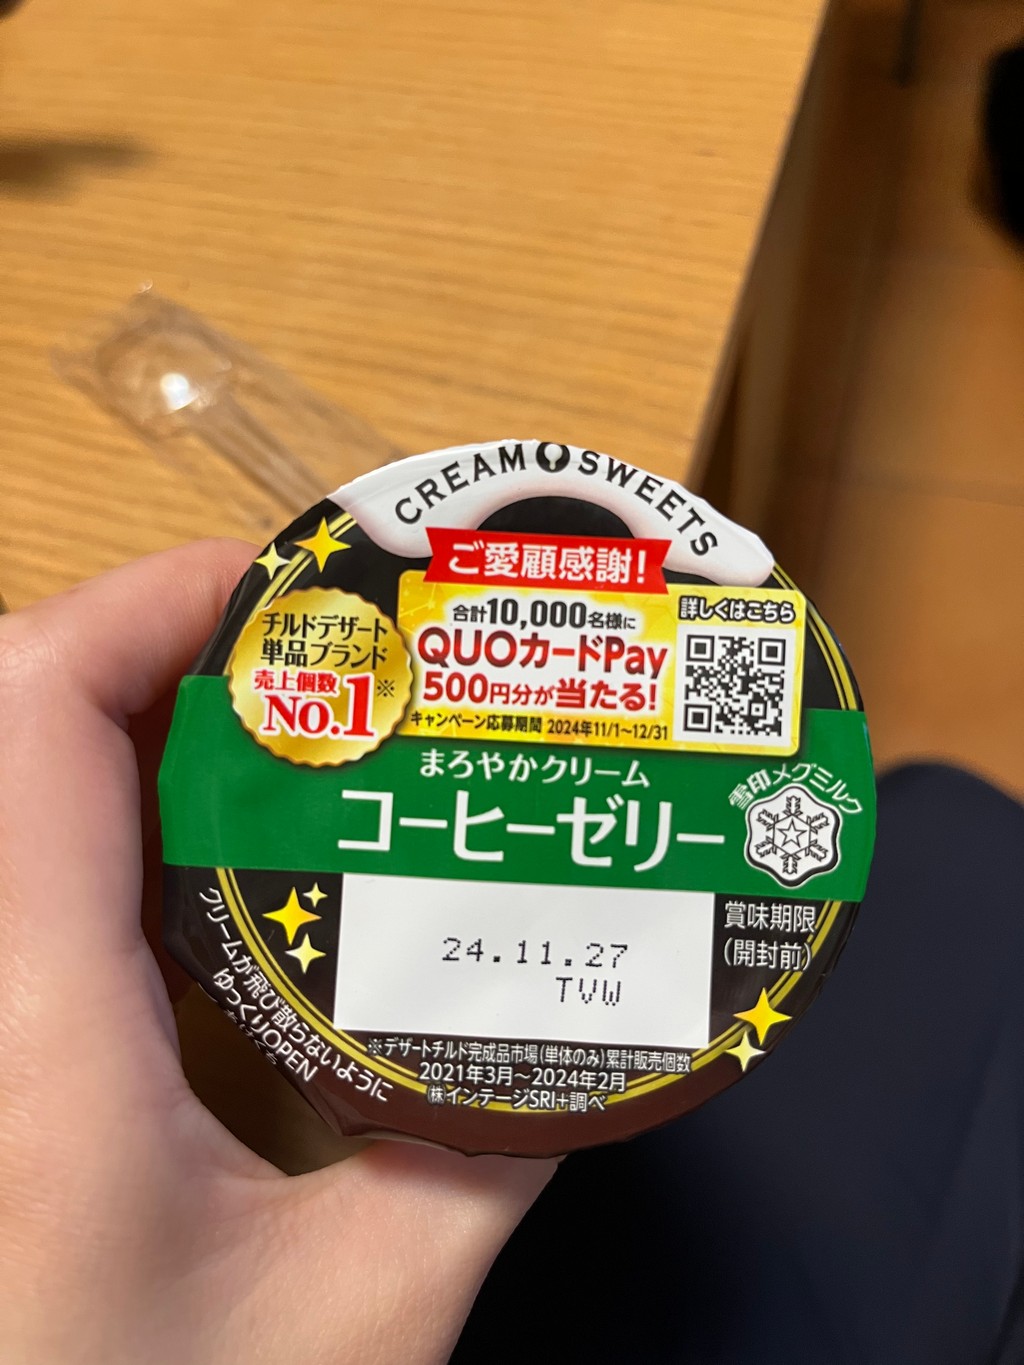 CREAM SWEETS
ご愛顧感謝!
合計10,000名様に
QUOカードPay
500円分が当たる!
キャンペーン応募期間 2024年11/1~12/31
詳しくはこちら
チルドデザート
単品ブランド
売上個数※
No.1
まろやかクリーム
コーヒーゼリー
雪印メグミルク
賞味期限
(開封前)
24.11.27
TVW
クリームが飛び散らないように
ゆっくりOPEN
※デザートチルド完成品市場(単体のみ)累計販売個数
2021年3月~2024年2月
㈱インテージSRI+調べ